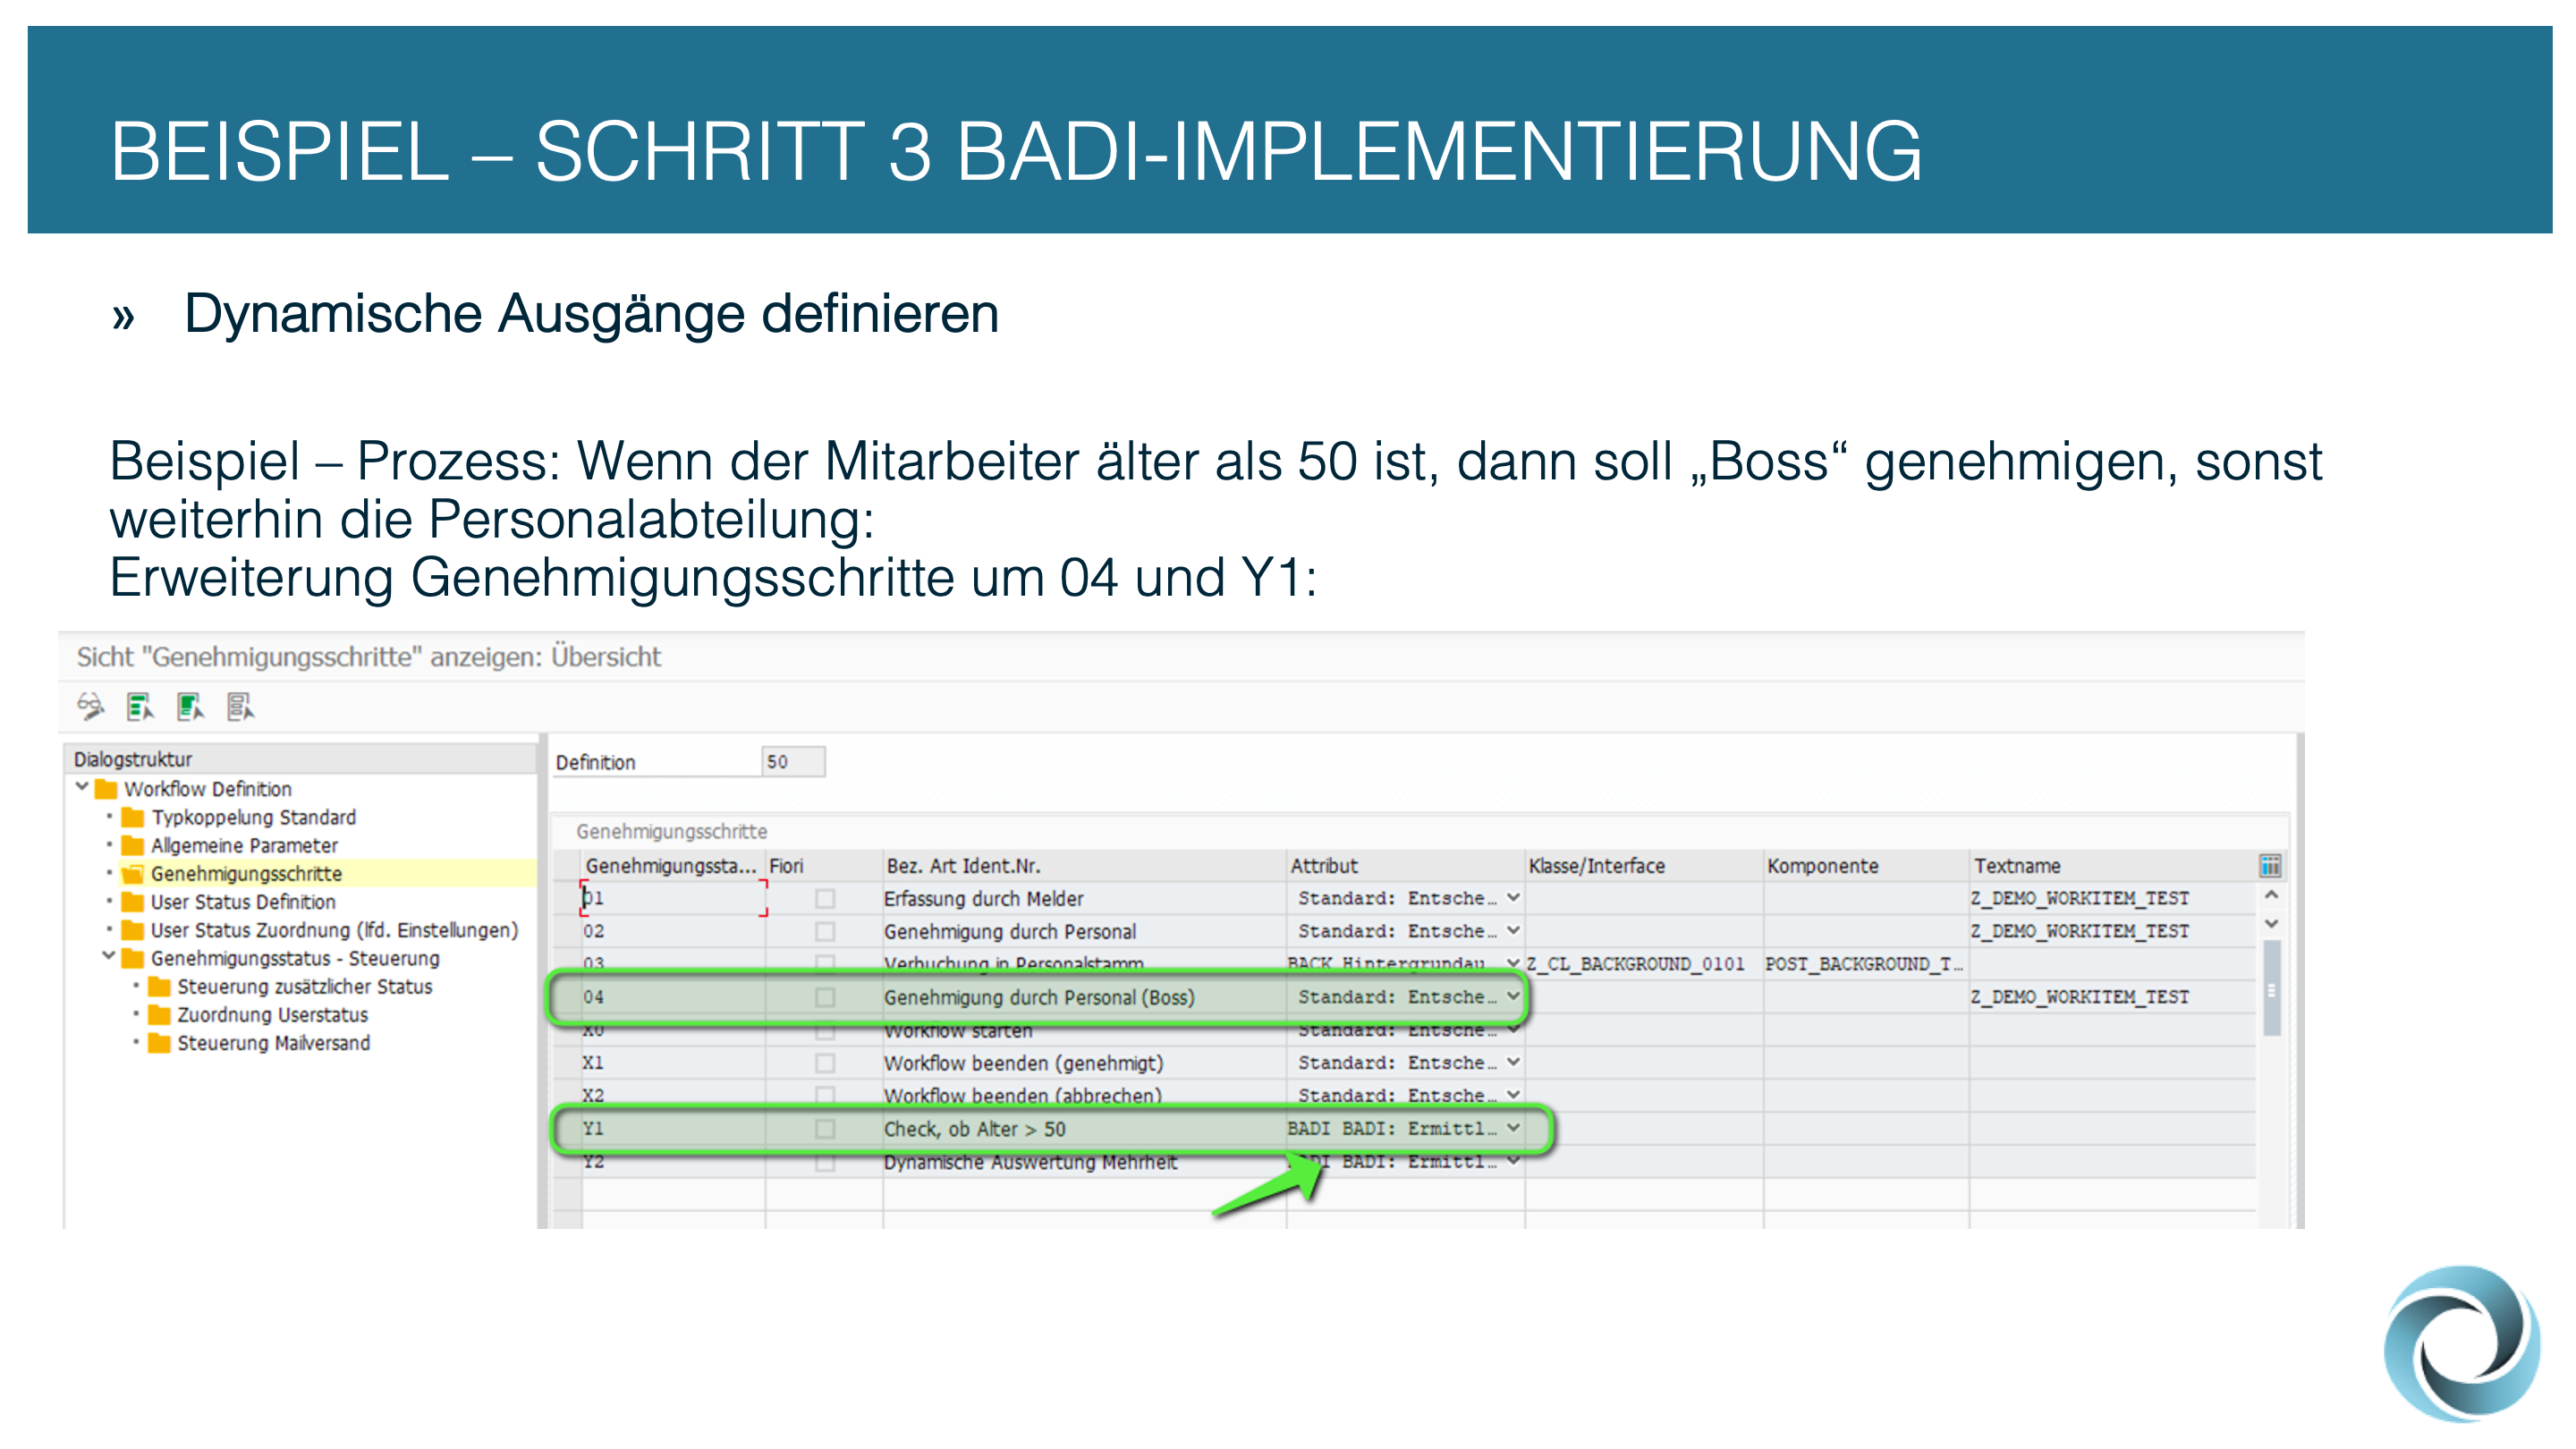 BEISPIEL – SCHRITT 3 BADI-IMPLEMENTIERUNG
» Dynamische Ausgänge definieren
Beispiel – Prozess: Wenn der Mitarbeiter älter als 50 ist, dann soll „Boss“ genehmigen, sonst
weiterhin die Personalabteilung:
Erweiterung Genehmigungsschritte um 04 und Y1:
Sicht "Genehmigungsschritte" anzeigen: Übersicht
Dialogstruktur
Workflow Definition
Typkoppelung Standard
Allgemeine Parameter
Genehmigungsschritte
User Status Definition
User Status Zuordnung (lfd. Einstellungen)
Genehmigungsstatus - Steuerung
Steuerung zusätzlicher Status
Zuordnung Userstatus
Steuerung Mailversand
Definition 50
Genehmigungsschritte
Genehmigungssta... Fiori Bez. Art Ident.Nr. Attribut Klasse/Interface Komponente Textname
01 Erfassung durch Melder Standard: Entsche… Z_DEMO_WORKITEM_TEST
02 Genehmigung durch Personal Standard: Entsche… Z_DEMO_WORKITEM_TEST
03 Verbuchung in Personalstamm BACK Hintergrundau Z_CL_BACKGROUND_0101 POST_BACKGROUND_T…
04 Genehmigung durch Personal (Boss) Standard: Entsche… Z_DEMO_WORKITEM_TEST
X0 Workflow starten Standard: Entsche…
X1 Workflow beenden (genehmigt) Standard: Entsche…
X2 Workflow beenden (abbrechen) Standard: Entsche…
Y1 Check, ob Alter > 50 BADI BADI: Ermittl…
Y2 Dynamische Auswertung Mehrheit BADI: Ermittl…